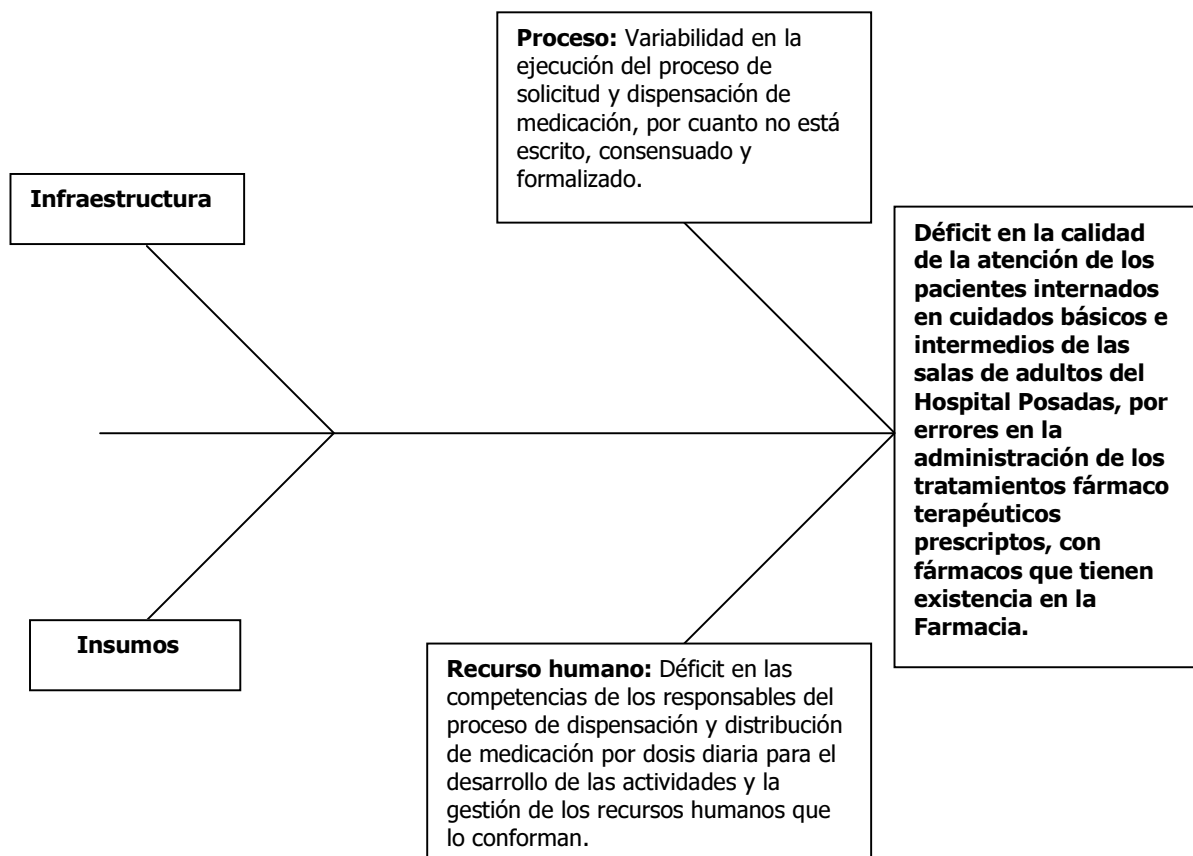 Proceso: Variabilidad en la
ejecución del proceso de
solicitud y dispensación de
medicación, por cuanto no está
escrito, consensuado y
formalizado.
Infraestructura
Déficit en la calidad
de la atención de los
pacientes internados
en cuidados básicos e
intermedios de las
salas de adultos del
Hospital Posadas, por
errores en la
administración de los
tratamientos fármaco
terapéuticos
prescriptos, con
fármacos que tienen
existencia en la
Farmacia.
Insumos
Recurso humano: Déficit en las
competencias de los responsables del
proceso de dispensación y distribución
de medicación por dosis diaria para el
desarrollo de las actividades y la
gestión de los recursos humanos que
lo conforman.